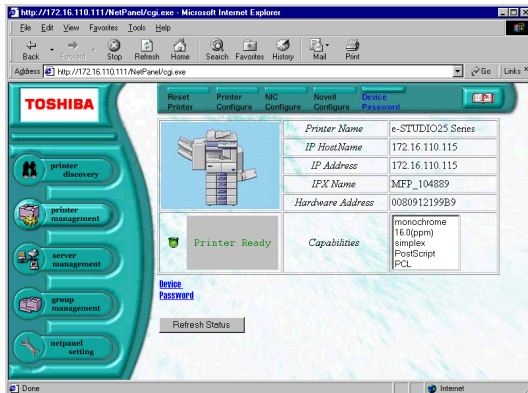 http://172.16.110.111/NetPanel/cgi.exe - Microsoft Internet Explorer
File Edit View Favorites Tools Help
Back Forward Stop Refresh Home Search Favorites History Mail Print
Address http://172.16.110.111/NetPanel/cgi.exe Go Links »
TOSHIBA
Reset Printer
Printer Configure
NIC Configure
Novell Configure
Device Password
printer discovery
printer management
server management
group management
netpanel setting
Printer Name e-STUDIO25 Series
IP HostName 172.16.110.115
IP Address 172.16.110.115
IPX Name MFP_104889
Hardware Address 0080912199B9
Printer Ready
Capabilities
monochrome
16.0(ppm)
simplex
PostScript
PCL
Device
Password
Refresh Status
Done
Internet